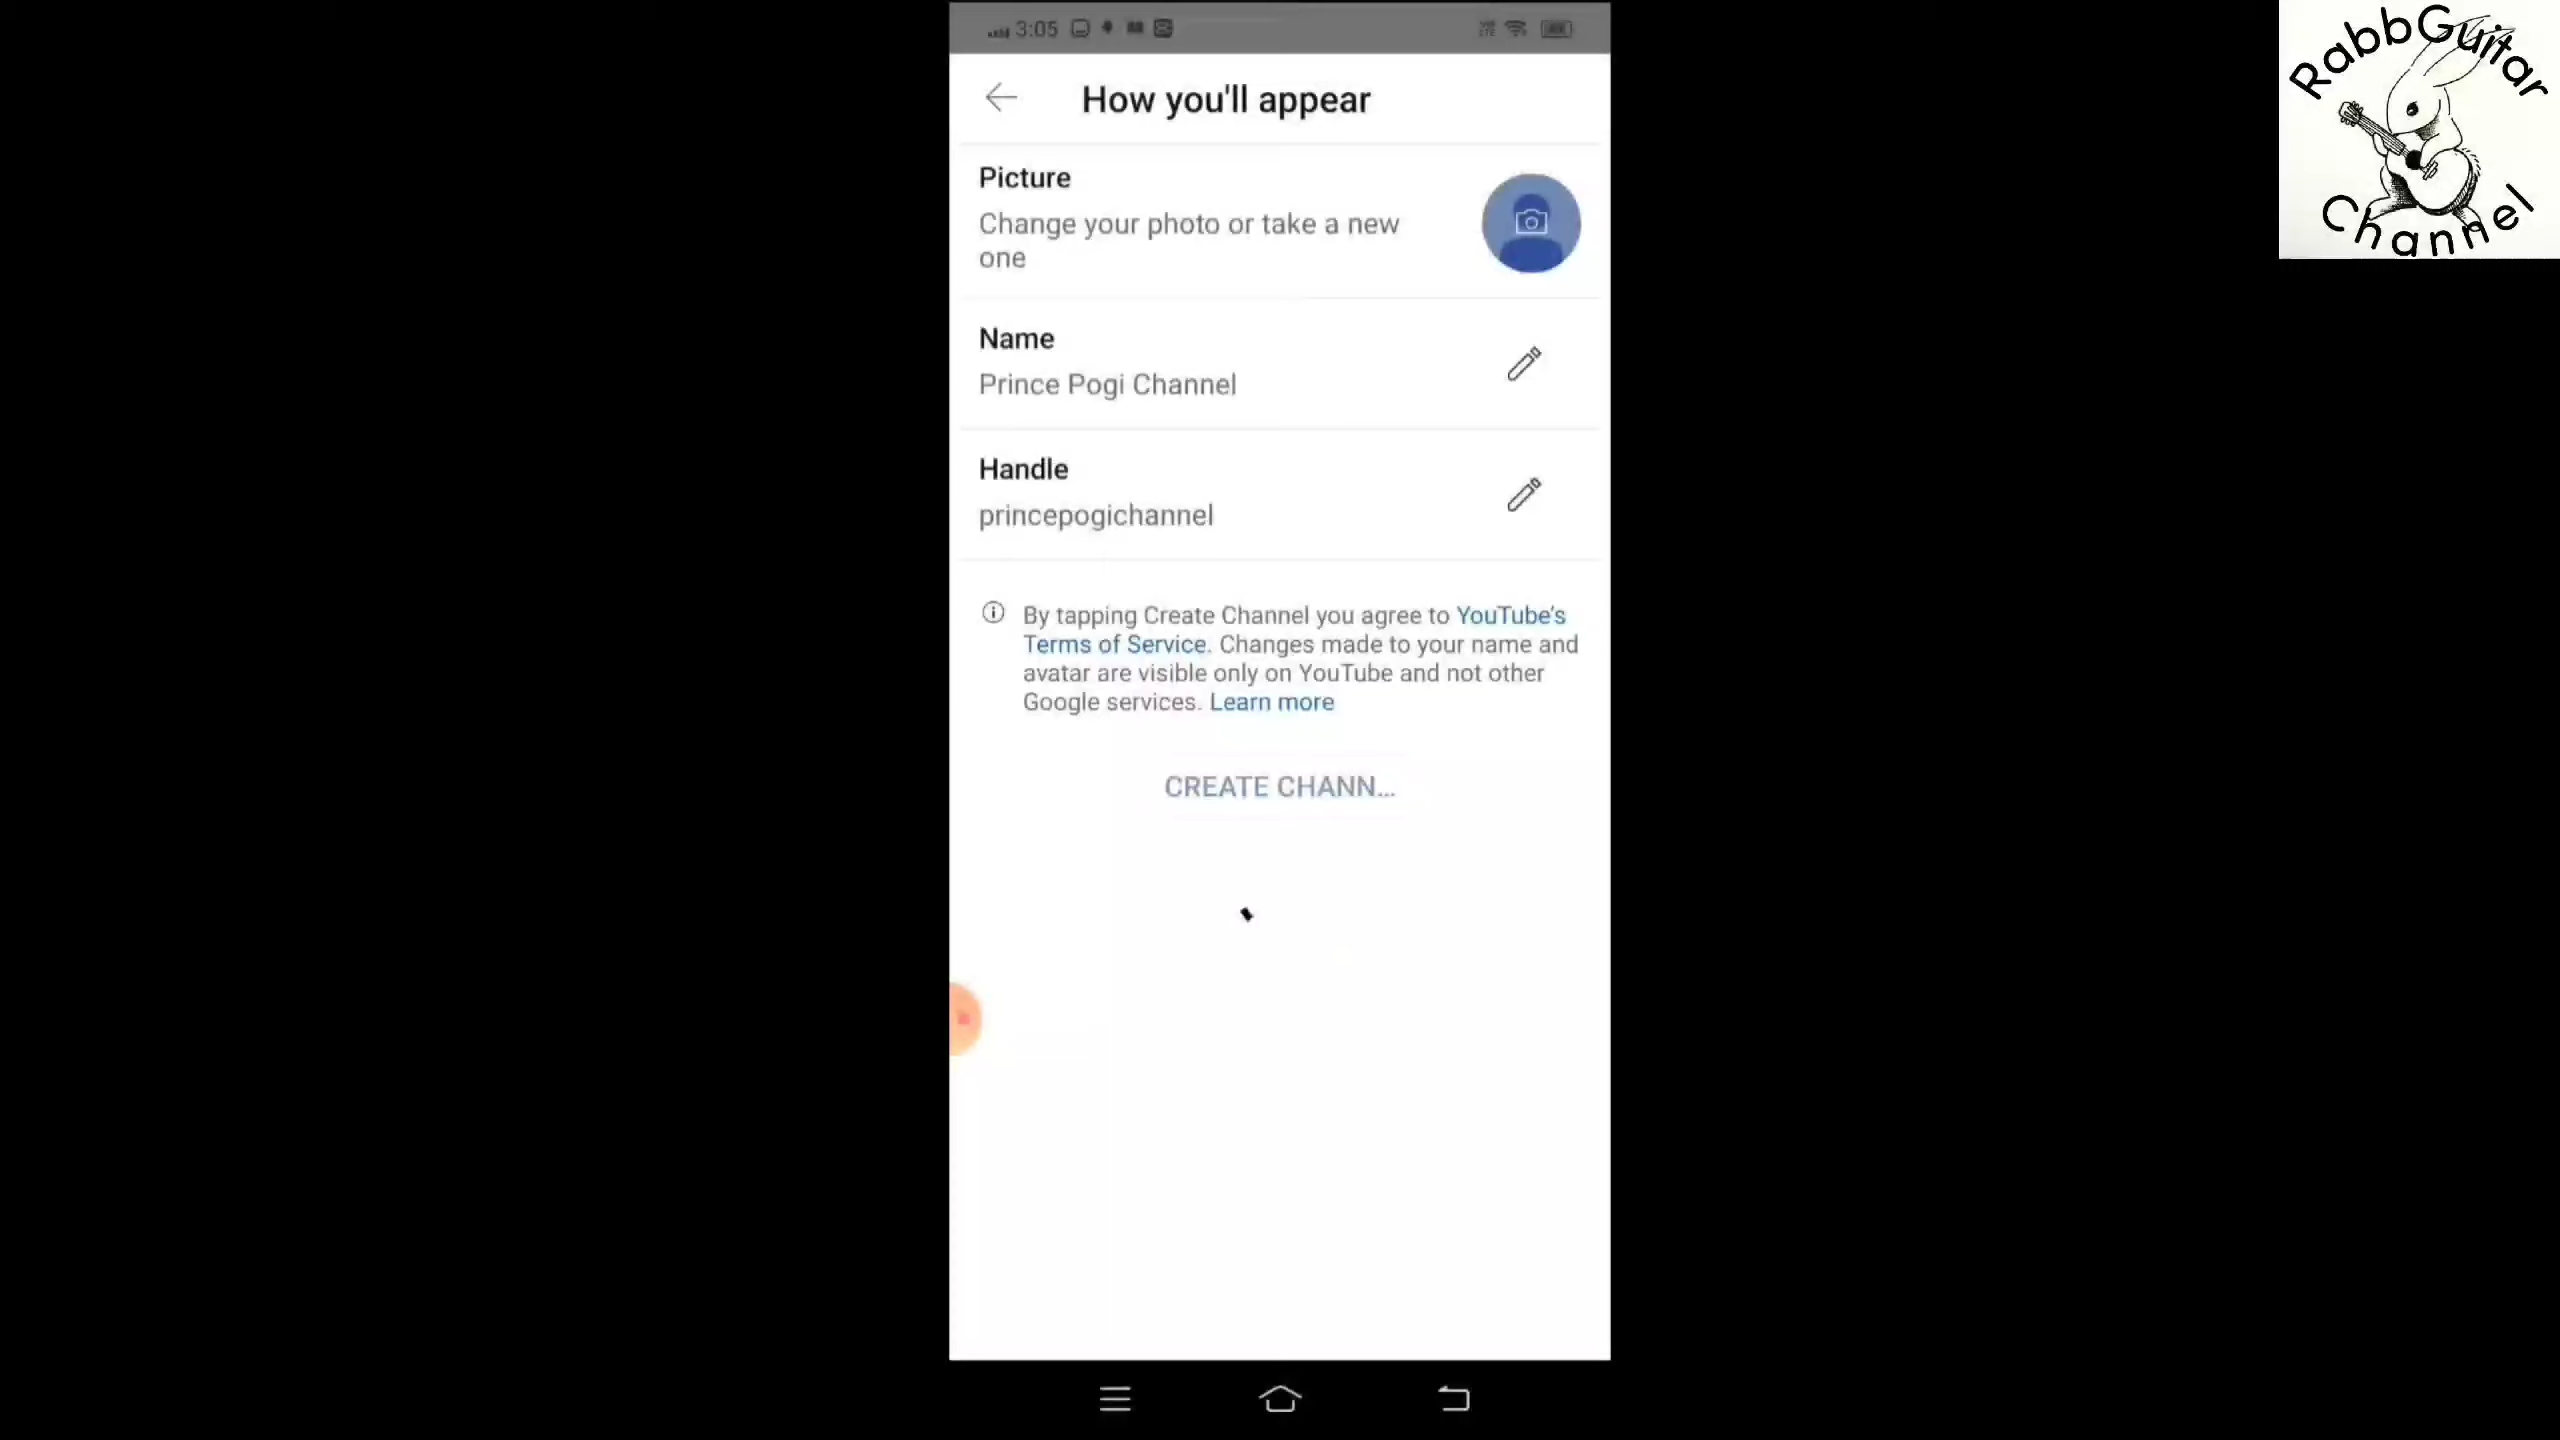 3:05
How you'll appear
Picture
Change your photo or take a new
one
Name
Prince Pogi Channel
Handle
princepogichannel
By tapping Create Channel you agree to YouTube's
Terms of Service. Changes made to your name and
avatar are visible only on YouTube and not other
Google services. Learn more
CREATE CHANN...
RabbGuitar
Channel